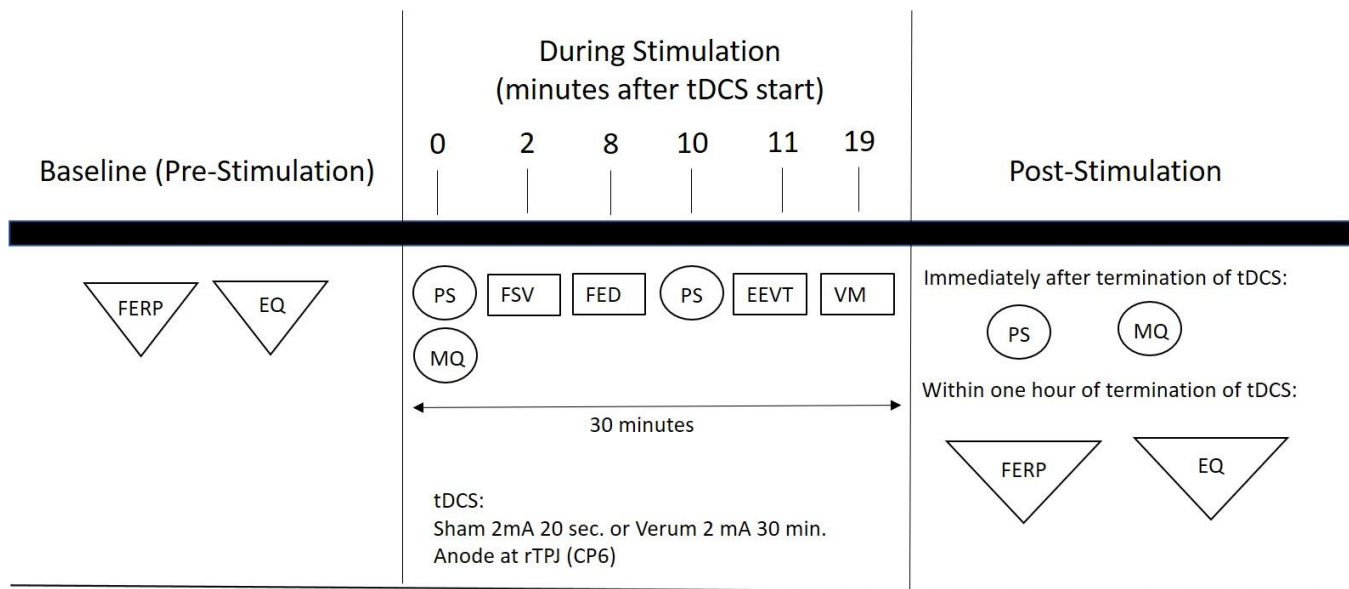 During Stimulation
(minutes after tDCS start)
0 2 8 10 11 19
Baseline (Pre-Stimulation)
Post-Stimulation
FERP
EQ
PS
FSV
FED
PS
EEVT
VM
MQ
30 minutes
tDCS:
Sham 2mA 20 sec. or Verum 2 mA 30 min.
Anode at rTPJ (CP6)
Immediately after termination of tDCS:
PS
MQ
Within one hour of termination of tDCS:
FERP
EQ